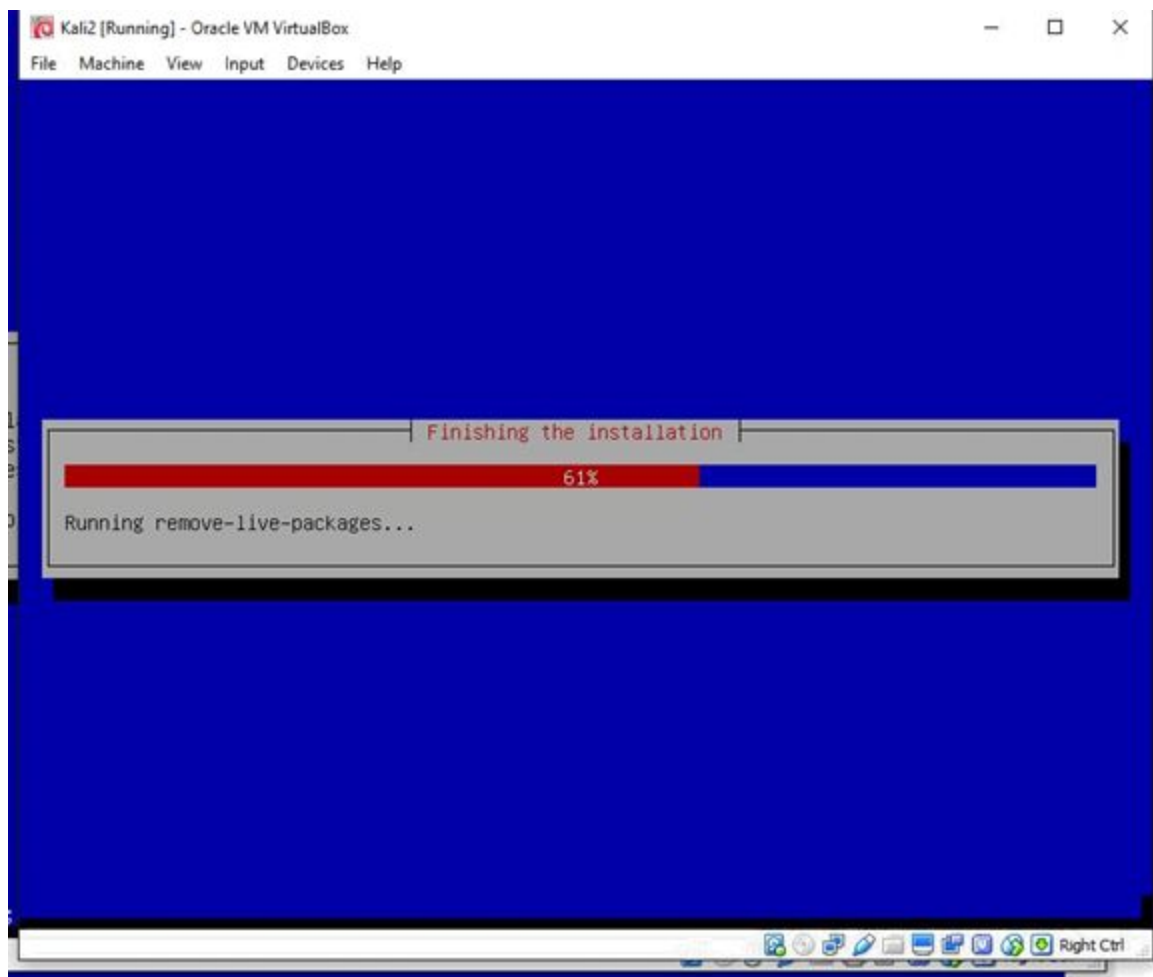 Kali2 [Running] - Oracle VM VirtualBox
File Machine View Input Devices Help
Finishing the installation
61%
Running remove-live-packages...
Right Ctrl